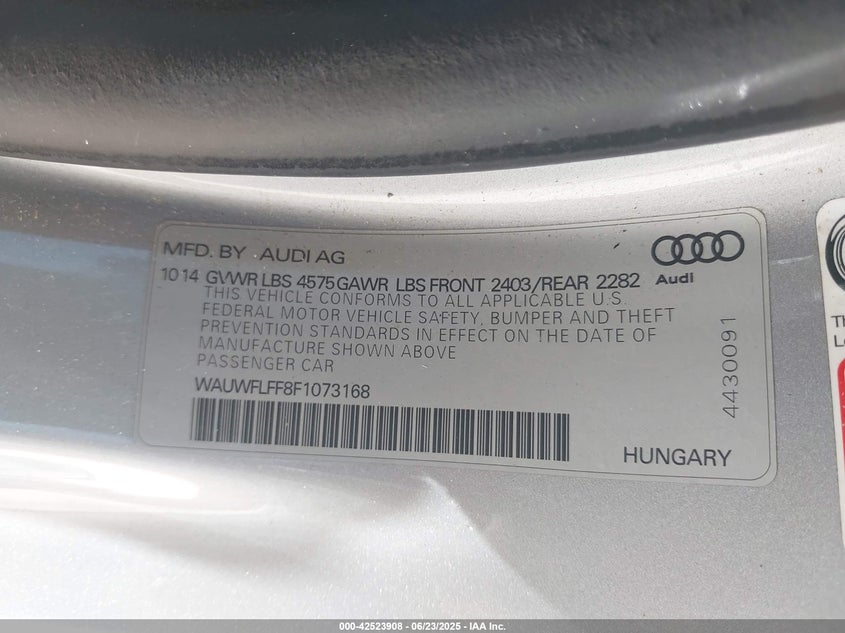 MFD. BY AUDI AG
10 14 GVWR LBS 4575 GAWR LBS FRONT 2403/REAR 2282
Audi
THIS VEHICLE CONFORMS TO ALL APPLICABLE U.S.
FEDERAL MOTOR VEHICLE SAFETY, BUMPER AND THEFT
PREVENTION STANDARDS IN EFFECT ON THE DATE OF
MANUFACTURE SHOWN ABOVE
PASSENGER CAR
WAUWFLFF8F1073168
4430091
HUNGARY
000-42523908 - 06/23/2025 - IAA Inc.